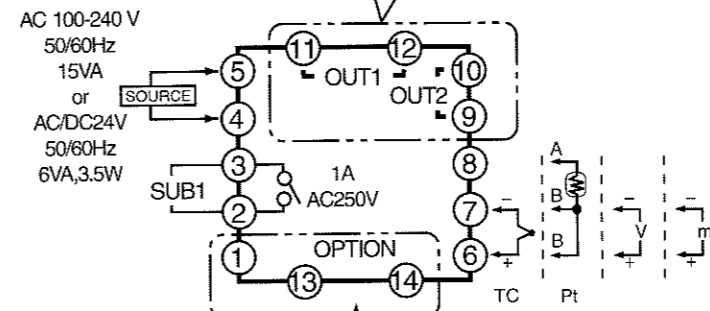 AC 100-240 V
50/60Hz
15VA
or
AC/DC24V
50/60Hz
6VA,3.5W
SOURCE
5
4
3
2
1
SUB1
1A
AC250V
11
12
OUT1
OUT2
10
9
8
7
6
OPTION
13
14
−
+
TC
A
B
B
Pt
−
V
+
−
m
+